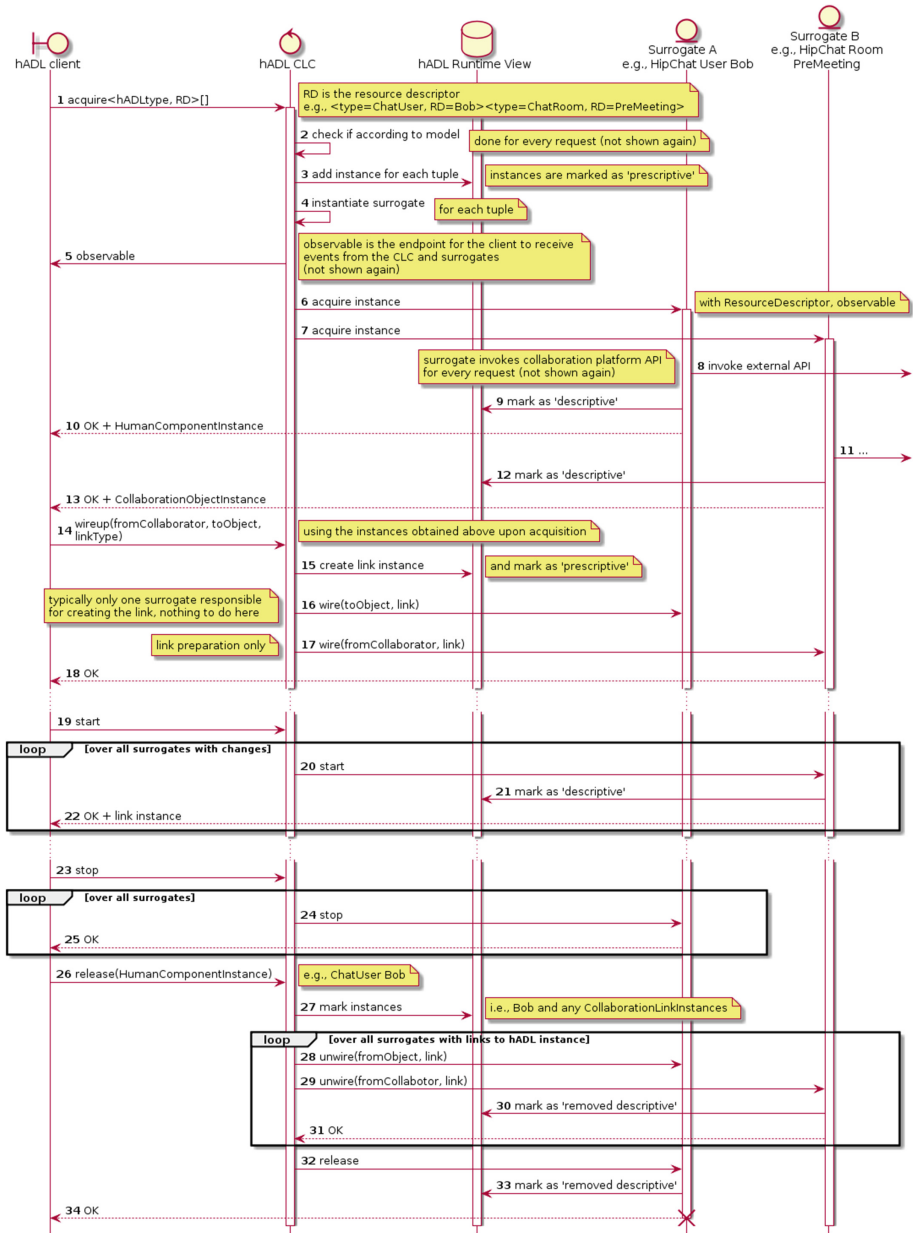 hADL client
hADL CLC
hADL Runtime View
Surrogate A
e.g., HipChat User Bob
Surrogate B
e.g., HipChat Room
PreMeeting
1 acquire<hADLtype, RD>[]
RD is the resource descriptor
e.g., <type=ChatUser, RD=Bob><type=ChatRoom, RD=PreMeeting>
2 check if according to model
done for every request (not shown again)
3 add instance for each tuple
instances are marked as 'prescriptive'
4 instantiate surrogate
for each tuple
5 observable
observable is the endpoint for the client to receive
events from the CLC and surrogates
(not shown again)
6 acquire instance
with ResourceDescriptor, observable
7 acquire instance
surrogate invokes collaboration platform API
for every request (not shown again)
8 invoke external API
9 mark as 'descriptive'
10 OK + HumanComponentInstance
11 ...
12 mark as 'descriptive'
13 OK + CollaborationObjectInstance
14 wireup(fromCollaborator, toObject,
linkType)
using the instances obtained above upon acquisition
15 create link instance
and mark as 'prescriptive'
16 wire(toObject, link)
typically only one surrogate responsible
for creating the link, nothing to do here
17 wire(fromCollaborator, link)
link preparation only
18 OK
19 start
loop [over all surrogates with changes]
20 start
21 mark as 'descriptive'
22 OK + link instance
23 stop
loop [over all surrogates]
24 stop
25 OK
26 release(HumanComponentInstance)
e.g., ChatUser Bob
27 mark instances
i.e., Bob and any CollaborationLinkInstances
loop [over all surrogates with links to hADL instance]
28 unwire(fromObject, link)
29 unwire(fromCollabotor, link)
30 mark as 'removed descriptive'
31 OK
32 release
33 mark as 'removed descriptive'
34 OK